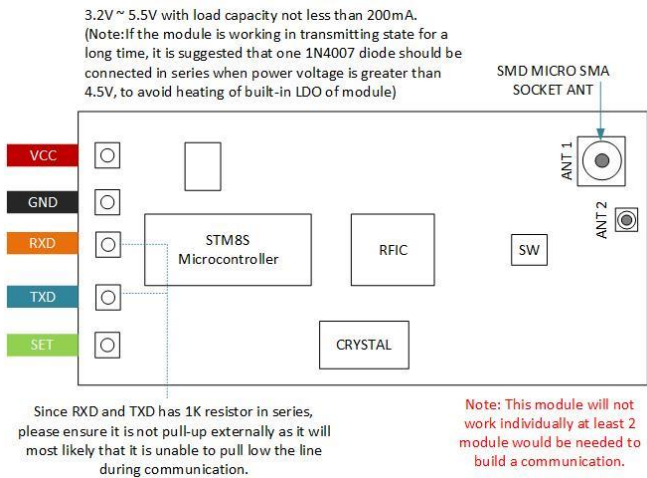 3.2V ~ 5.5V with load capacity not less than 200mA.
(Note:If the module is working in transmitting state for a
long time, it is suggested that one 1N4007 diode should be
connected in series when power voltage is greater than
4.5V, to avoid heating of built-in LDO of module)
SMD MICRO SMA
SOCKET ANT
VCC
GND
RXD
TXD
SET
STM8S
Microcontroller
RFIC
CRYSTAL
SW
ANT 1
ANT 2
Since RXD and TXD has 1K resistor in series,
please ensure it is not pull-up externally as it will
most likely that it is unable to pull low the line
during communication.
Note: This module will not
work individually at least 2
module would be needed to
build a communication.